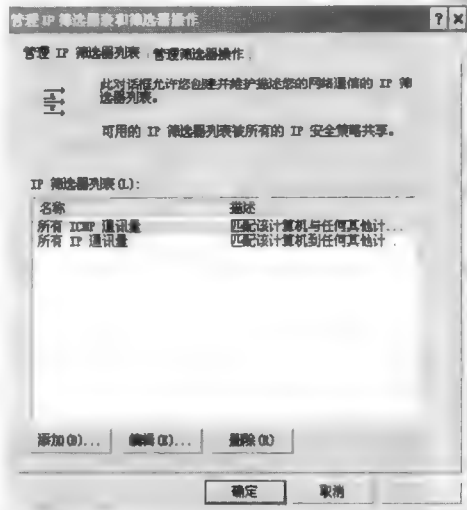 管理 IP 筛选器表和筛选器操作
管理 IP 筛选器列表 管理筛选器操作
此对话框允许您创建并维护描述您的网络通信的 IP 筛
选器列表。
可用的 IP 筛选器列表被所有的 IP 安全策略共享。
IP 筛选器列表(L):
名称 描述
所有 ICMP 通讯量 匹配该计算机与任何其他计...
所有 IP 通讯量 匹配该计算机到任何其他计
添加(D)... 编辑(E)... 删除(R)
确定 取消